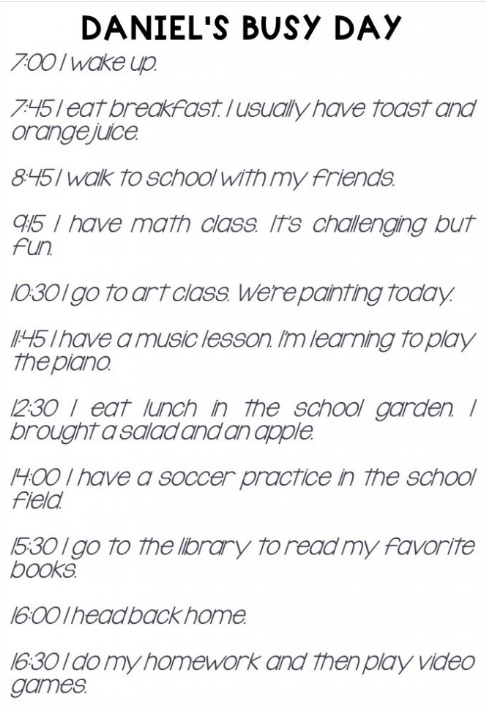 DANIEL'S BUSY DAY
7:00 I wake up.
7:45 I eat breakfast. I usually have toast and
orange juice.
8:45 I walk to school with my friends.
9:15 I have math class. It's challenging but
fun.
10:30 I go to art class. We're painting today.
11:45 I have a music lesson. I'm learning to play
the piano.
12:30 I eat lunch in the school garden. I
brought a salad and an apple.
14:00 I have a soccer practice in the school
field.
15:30 I go to the library to read my favorite
books.
16:00 I head back home.
16:30 I do my homework and then play video
games.